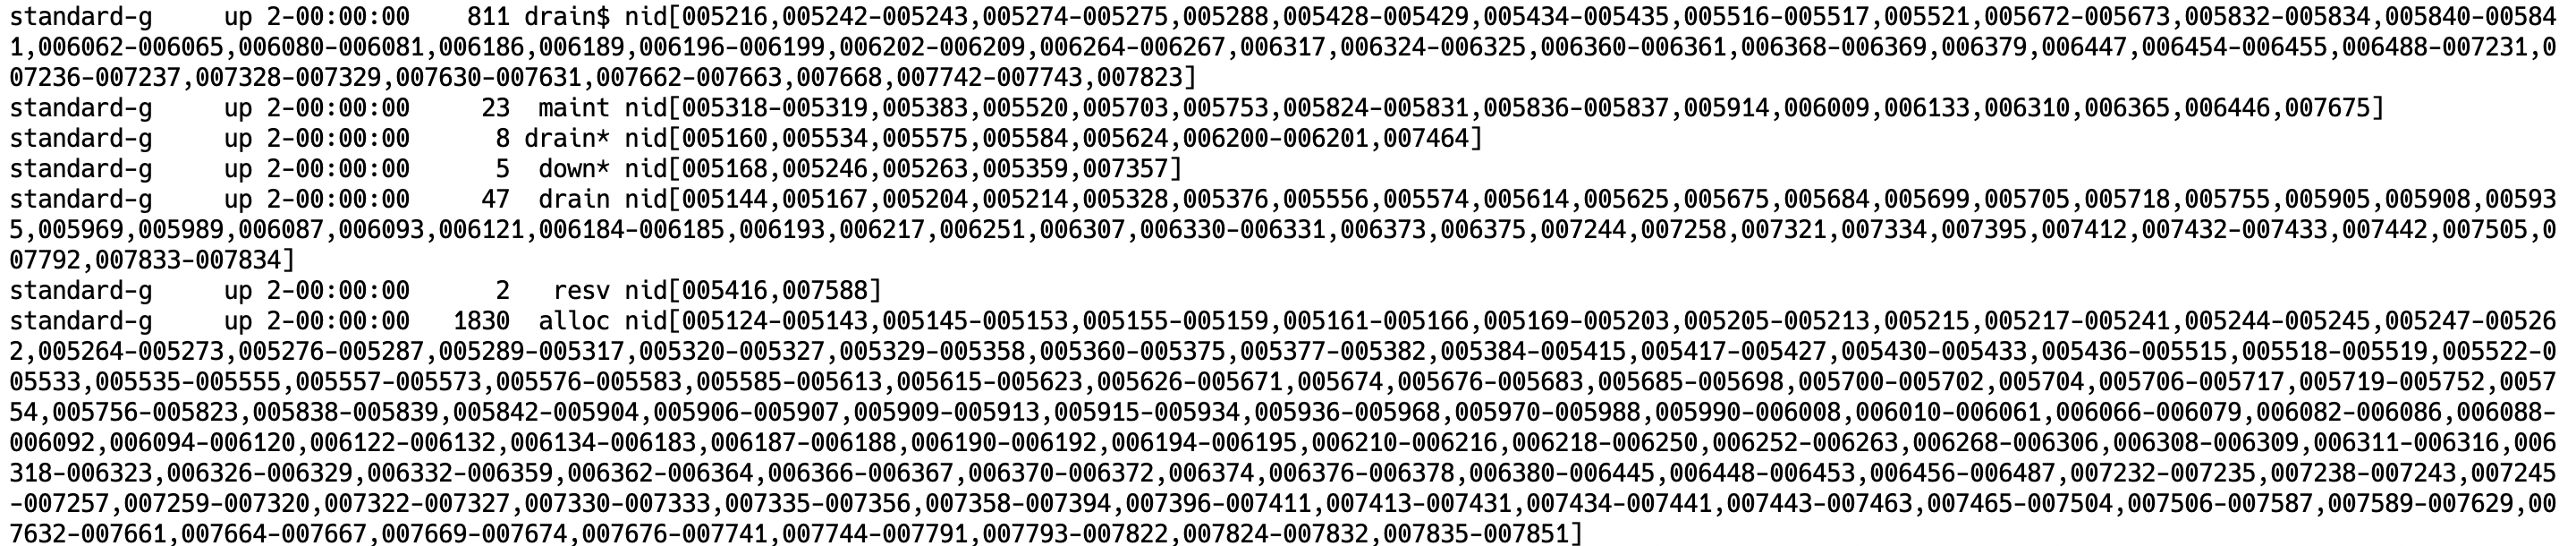 standard-g     up 2-00:00:00    811 drain$ nid[005216,005242-005243,005274-005275,005288,005428-005429,005434-005435,005516-005517,005521,005672-005673,005832-005834,005840-00584
1,006062-006065,006080-006081,006186,006189,006196-006199,006202-006209,006264-006267,006317,006324-006325,006360-006361,006368-006369,006379,006447,006454-006455,006488-007231,0
07236-007237,007328-007329,007630-007631,007662-007663,007668,007742-007743,007823]
standard-g     up 2-00:00:00     23  maint nid[005318-005319,005383,005520,005703,005753,005824-005831,005836-005837,005914,006009,006133,006310,006365,006446,007675]
standard-g     up 2-00:00:00      8 drain* nid[005160,005534,005575,005584,005624,006200-006201,007464]
standard-g     up 2-00:00:00      5  down* nid[005168,005246,005263,005359,007357]
standard-g     up 2-00:00:00     47  drain nid[005144,005167,005204,005214,005328,005376,005556,005574,005614,005625,005675,005684,005699,005705,005718,005755,005905,005908,00593
5,005969,005989,006087,006093,006121,006184-006185,006193,006217,006251,006307,006330-006331,006373,006375,007244,007258,007321,007334,007395,007412,007432-007433,007442,007505,0
07792,007833-007834]
standard-g     up 2-00:00:00      2   resv nid[005416,007588]
standard-g     up 2-00:00:00   1830  alloc nid[005124-005143,005145-005153,005155-005159,005161-005166,005169-005203,005205-005213,005215,005217-005241,005244-005245,005247-00526
2,005264-005273,005276-005287,005289-005317,005320-005327,005329-005358,005360-005375,005377-005382,005384-005415,005417-005427,005430-005433,005436-005515,005518-005519,005522-0
05533,005535-005555,005557-005573,005576-005583,005585-005613,005615-005623,005626-005671,005674,005676-005683,005685-005698,005700-005702,005704,005706-005717,005719-005752,0057
54,005756-005823,005838-005839,005842-005904,005906-005907,005909-005913,005915-005934,005936-005968,005970-005988,005990-006008,006010-006061,006066-006079,006082-006086,006088-
006092,006094-006120,006122-006132,006134-006183,006187-006188,006190-006192,006194-006195,006210-006216,006218-006250,006252-006263,006268-006306,006308-006309,006311-006316,006
318-006323,006326-006329,006332-006359,006362-006364,006366-006367,006370-006372,006374,006376-006378,006380-006445,006448-006453,006456-006487,007232-007235,007238-007243,007245
-007257,007259-007320,007322-007327,007330-007333,007335-007356,007358-007394,007396-007411,007413-007431,007434-007441,007443-007463,007465-007504,007506-007587,007589-007629,00
7632-007661,007664-007667,007669-007674,007676-007741,007744-007791,007793-007822,007824-007832,007835-007851]